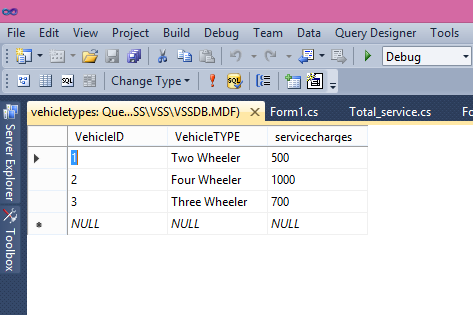 File Edit View Project Build Debug Team Data Query Designer Tools
Debug
Change Type
vehicletypes: Que...SS\VSS\VSSDB.MDF) Form1.cs Total_service.cs Fo
VehicleID VehicleTYPE servicecharges
1 Two Wheeler 500
2 Four Wheeler 1000
3 Three Wheeler 700
NULL NULL NULL
Server Explorer
Toolbox